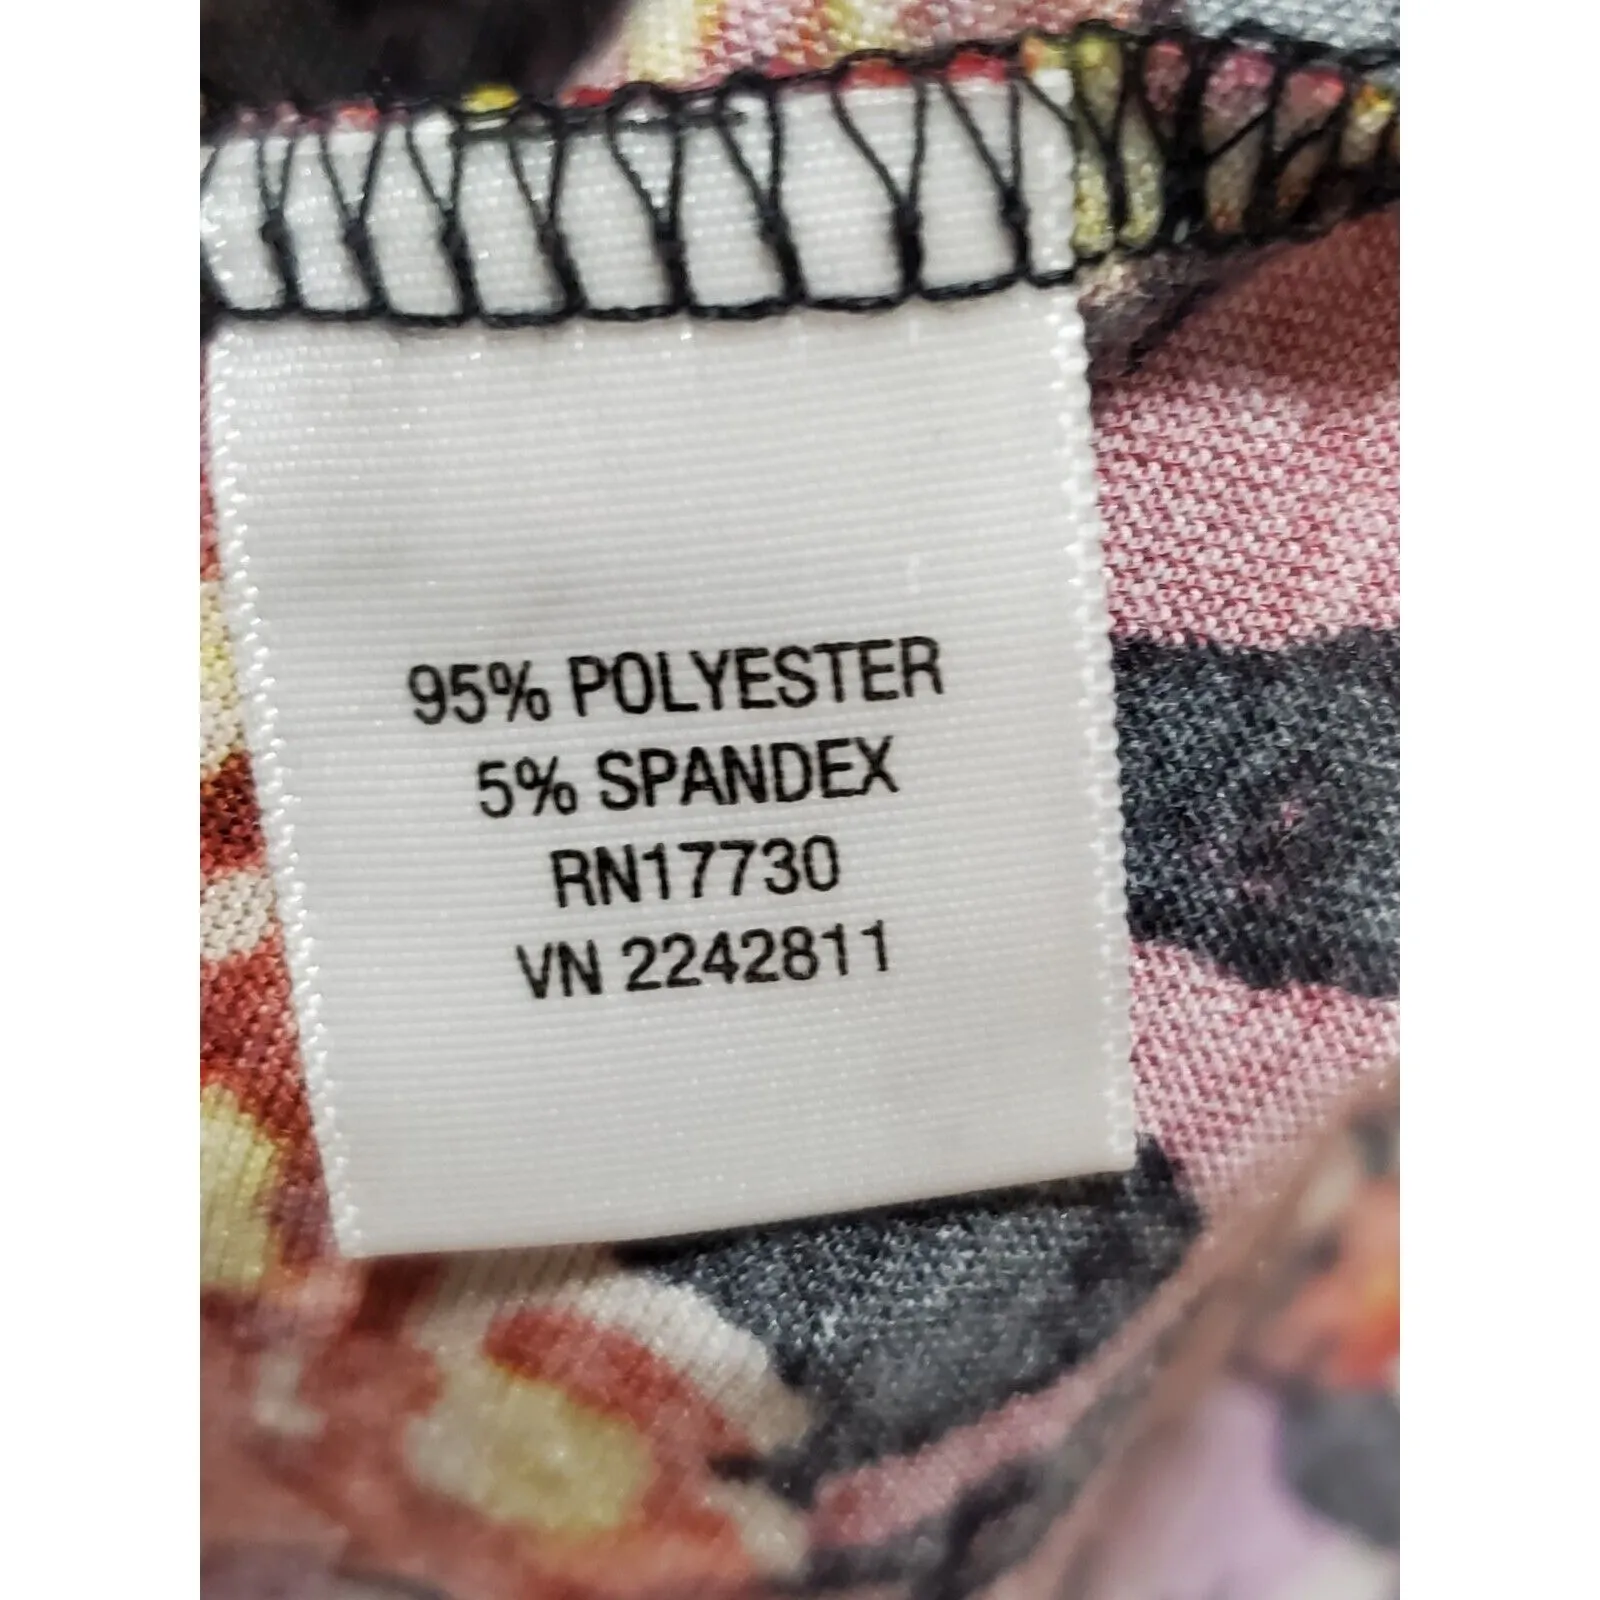 95% POLYESTER
5% SPANDEX
RN17730
VN 2242811